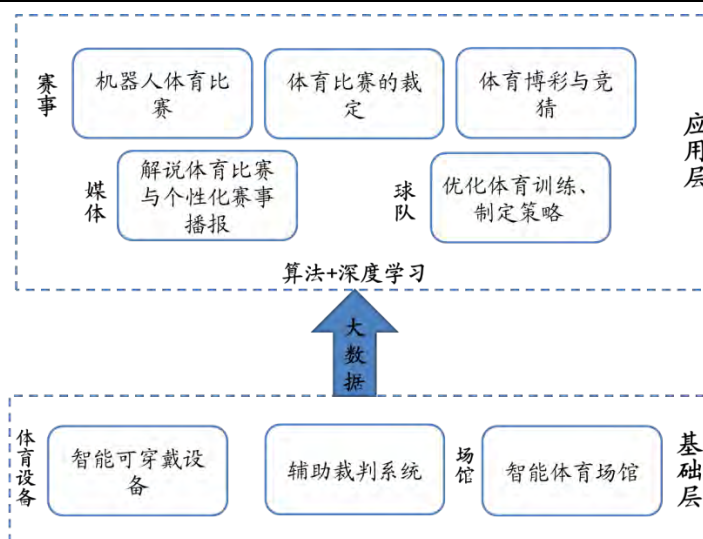 赛事
机器人体育比
赛
体育比赛的裁
定
体育博彩与竞
猜
应用层
媒体
解说体育比赛
与个性化赛事
播报
球队
优化体育训练、
制定策略
算法+深度学习
大数据
体育设备
智能可穿戴设
备
辅助裁判系统
场馆
智能体育场馆
基础层